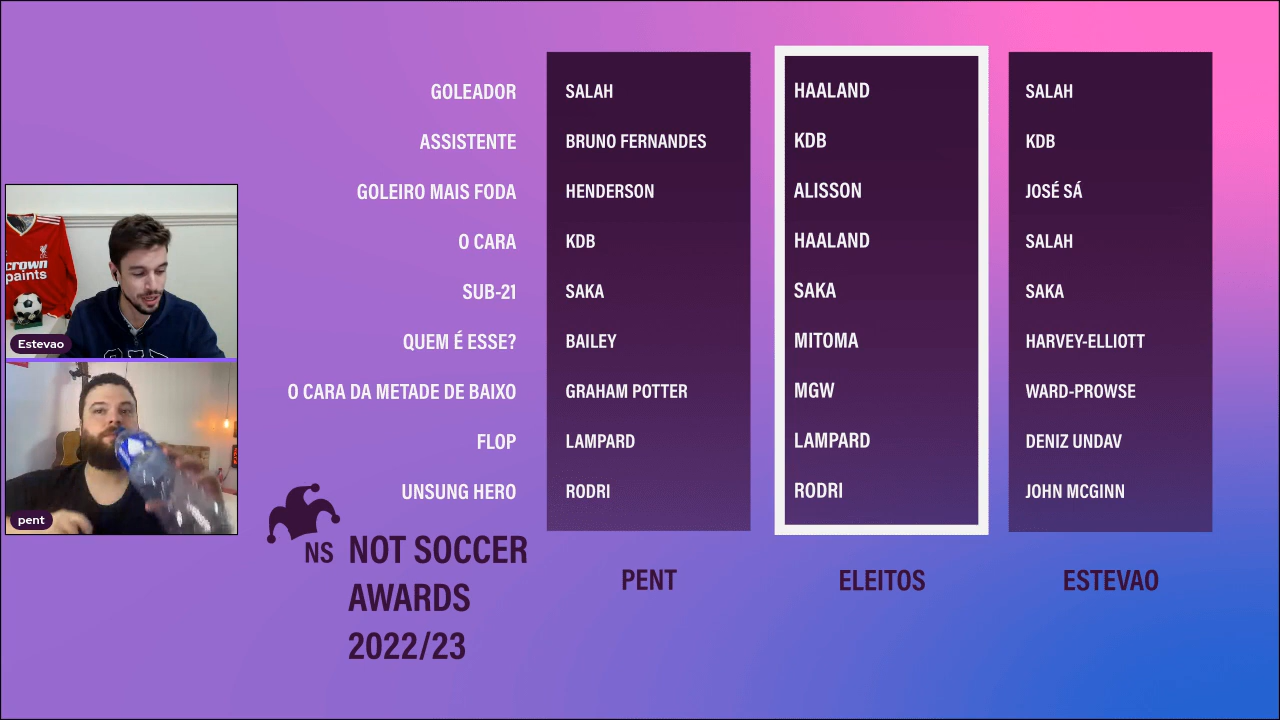 GOLEADOR SALAH HAALAND SALAH
ASSISTENTE BRUNO FERNANDES KDB KDB
GOLEIRO MAIS FODA HENDERSON ALISSON JOSÉ SÁ
O CARA KDB HAALAND SALAH
SUB-21 SAKA SAKA SAKA
QUEM É ESSE? BAILEY MITOMA HARVEY-ELLIOTT
O CARA DA METADE DE BAIXO GRAHAM POTTER MGW WARD-PROWSE
FLOP LAMPARD LAMPARD DENIZ UNDAV
UNSUNG HERO RODRI RODRI JOHN MCGINN
PENT ELEITOS ESTEVAO
NS NOT SOCCER
AWARDS
2022/23
crown
paints
Estevao
pent